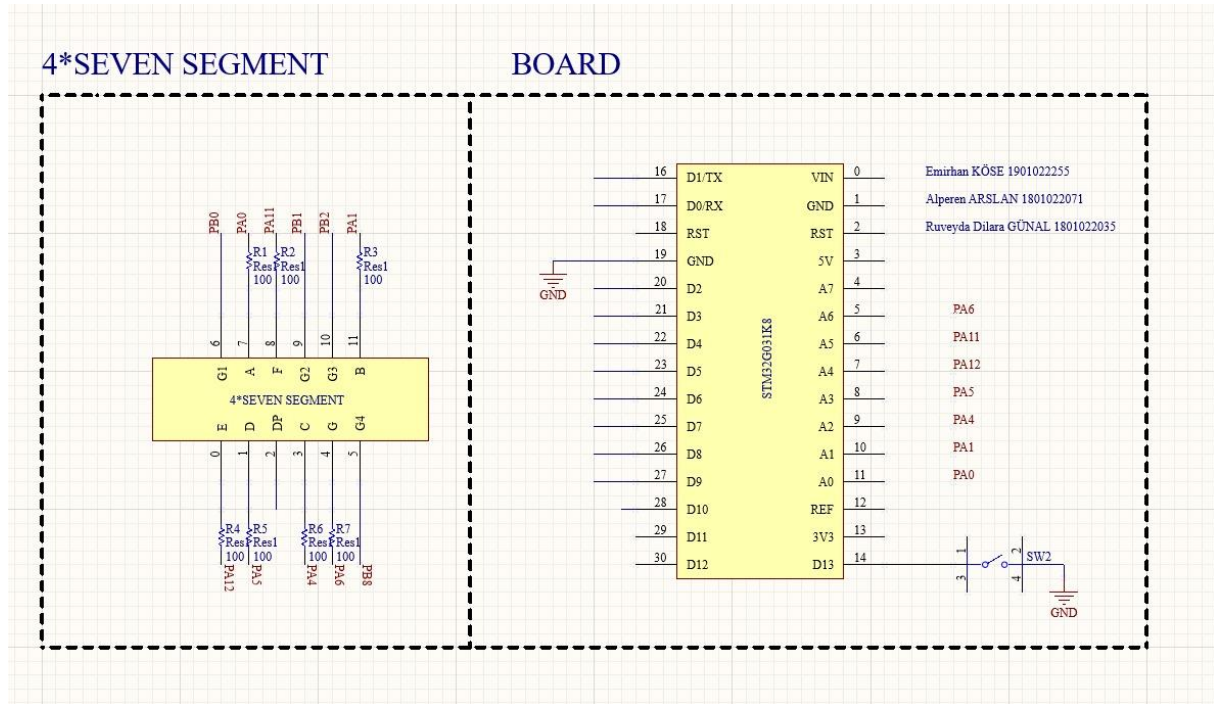 4*SEVEN SEGMENT
BOARD
PB0
PA0
PA11
PB1
PB2
PA1
R1
Res1
100
R2
Res1
100
R3
Res1
100
6
7
8
9
10
11
G1
A
F
G2
G3
B
4*SEVEN SEGMENT
E
D
DP
C
G
G4
0
1
2
3
4
5
R4
Res1
100
R5
Res1
100
R6
Res1
100
R7
Res1
100
PA12
PA5
PA4
PA6
PB8
16 D1/TX VIN 0
17 D0/RX GND 1
18 RST RST 2
19 GND 5V 3
20 D2 A7 4
21 D3 A6 5
22 D4 A5 6
23 D5 A4 7
24 D6 A3 8
25 D7 A2 9
26 D8 A1 10
27 D9 A0 11
28 D10 REF 12
29 D11 3V3 13
30 D12 D13 14
STM32G031K8
GND
Emirhan KÖSE 1901022255
Alperen ARSLAN 1801022071
Ruveyda Dilara GÜNAL 1801022035
PA6
PA11
PA12
PA5
PA4
PA1
PA0
1
2
3
4
SW2
GND